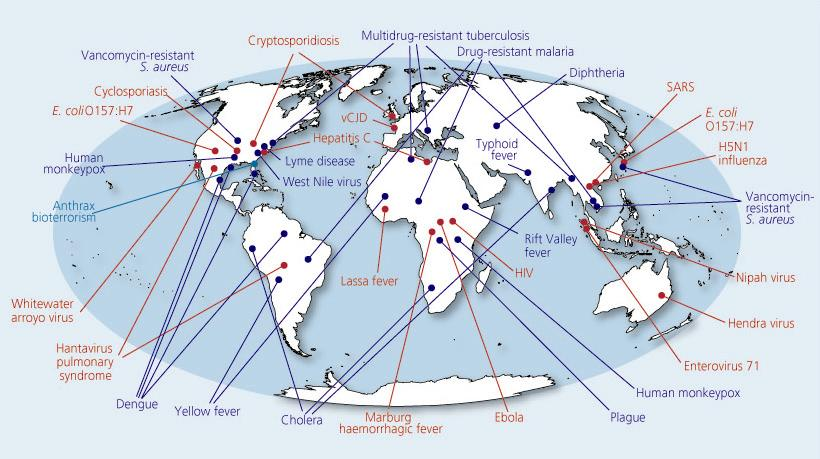 Cryptosporidiosis
Multidrug-resistant tuberculosis
Drug-resistant malaria
Vancomycin-resistant
S. aureus
Diphtheria
SARS
Cyclosporiasis
E. coli O157:H7
E. coli
O157:H7
vCJD
Hepatitis C
Typhoid
fever
H5N1
influenza
Human
monkeypox
Lyme disease
West Nile virus
Anthrax
bioterrorism
Vancomycin-
resistant
S. aureus
Rift Valley
fever
Lassa fever
HIV
Nipah virus
Whitewater
arroyo virus
Hendra virus
Hantavirus
pulmonary
syndrome
Enterovirus 71
Human monkeypox
Dengue
Yellow fever
Cholera
Marburg
haemorrhagic fever
Ebola
Plague